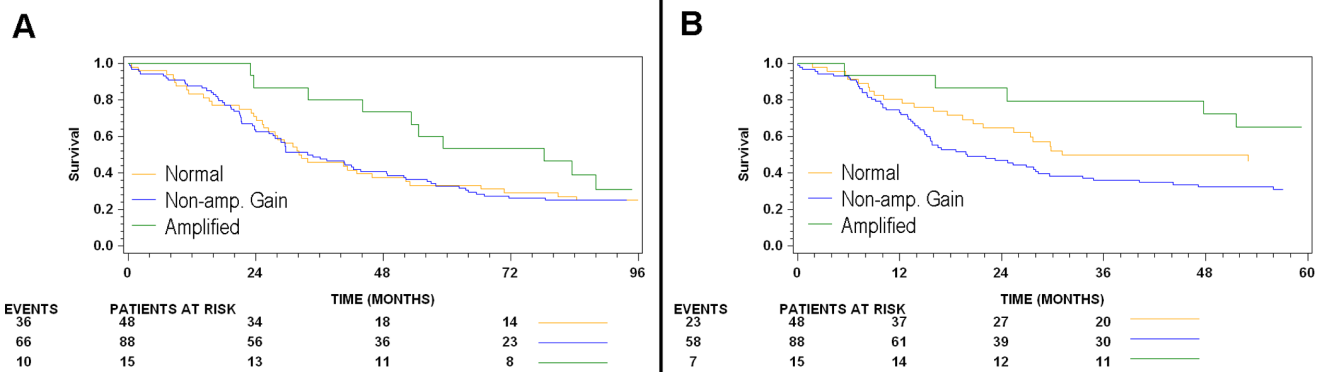 A
1.0
0.8
0.6
0.4
0.2
0.0
Survival
Normal
Non-amp. Gain
Amplified
0 24 48 72 96
TIME (MONTHS)
EVENTS PATIENTS AT RISK
36 48 34 18 14
66 88 56 36 23
10 15 13 11 8
B
1.0
0.8
0.6
0.4
0.2
0.0
Survival
Normal
Non-amp. Gain
Amplified
0 12 24 36 48 60
TIME (MONTHS)
EVENTS PATIENTS AT RISK
23 48 37 27 20
58 88 61 39 30
7 15 14 12 11